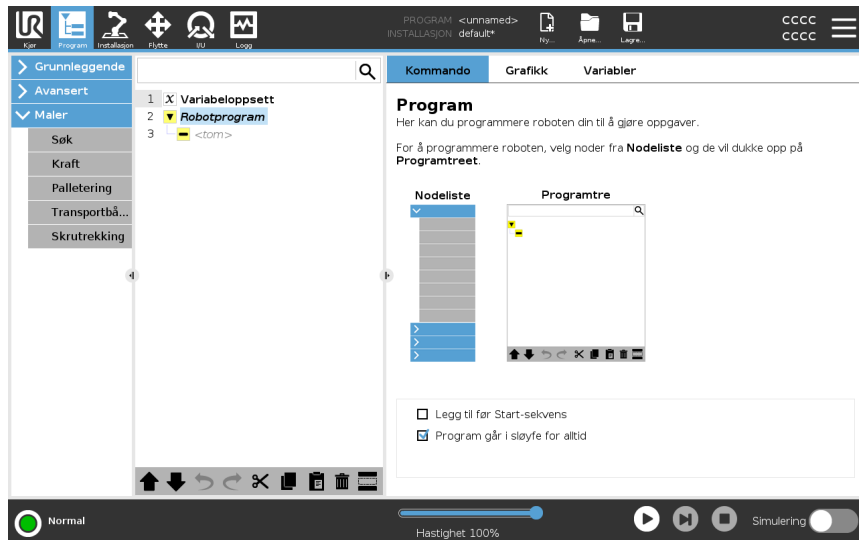 UR
PROGRAM <unnamed>
INSTALLASJON default*
CCCC
CCCC
Kjør Program Installasjon Flytte I/U Logg Ny... Åpne... Lagre...
Grunnleggende
Avansert
Maler
Søk
Kraft
Palletering
Transportbå...
Skrutrekking
1 X Variabeloppsett
2 Robotprogram
3 <tom>
Kommando Grafikk Variabler
Program
Her kan du programmere roboten din til å gjøre oppgaver.
For å programmere roboten, velg noder fra Nodeliste og de vil dukke opp på
Programtreet.
Nodeliste Programtre
Legg til før Start-sekvens
Program går i sløyfe for alltid
Normal
Hastighet 100%
Simulering